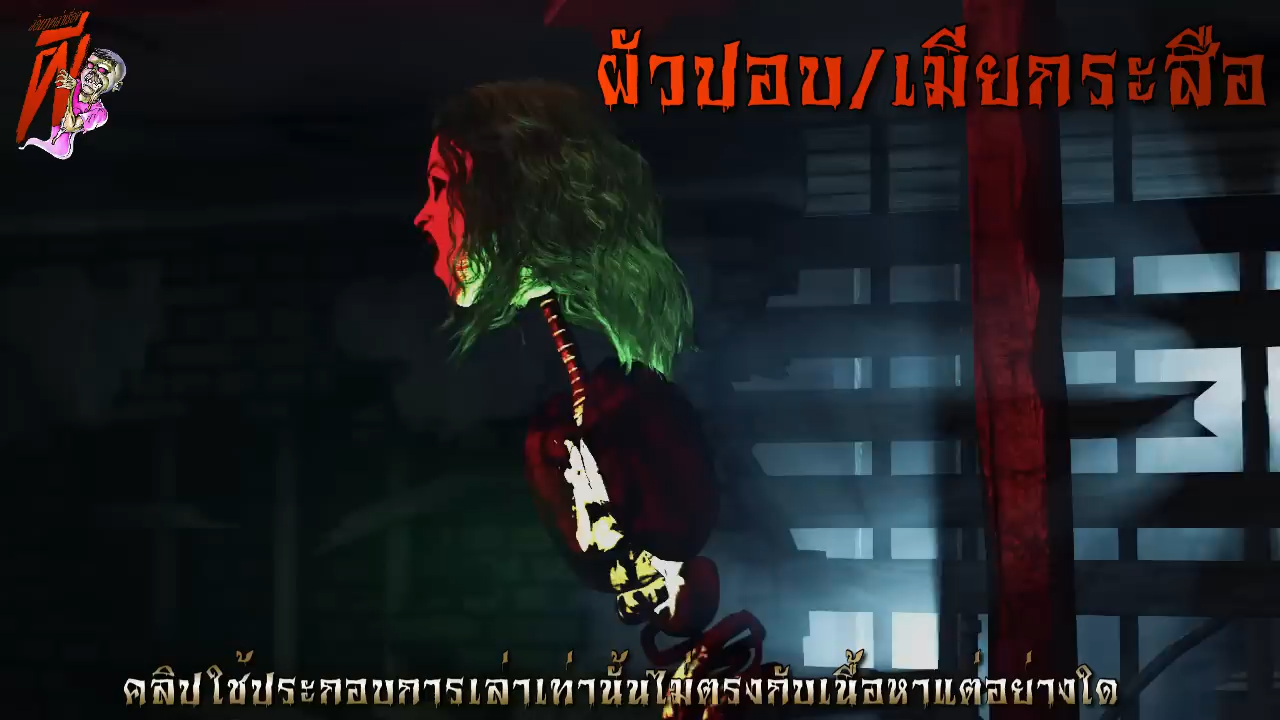 ผี
ผัวปอบ/เมียกระสือ
คลิปใช้ประกอบการเล่าเท่านั้นไม่ตรงกับเนื้อหาแต่อย่างใด